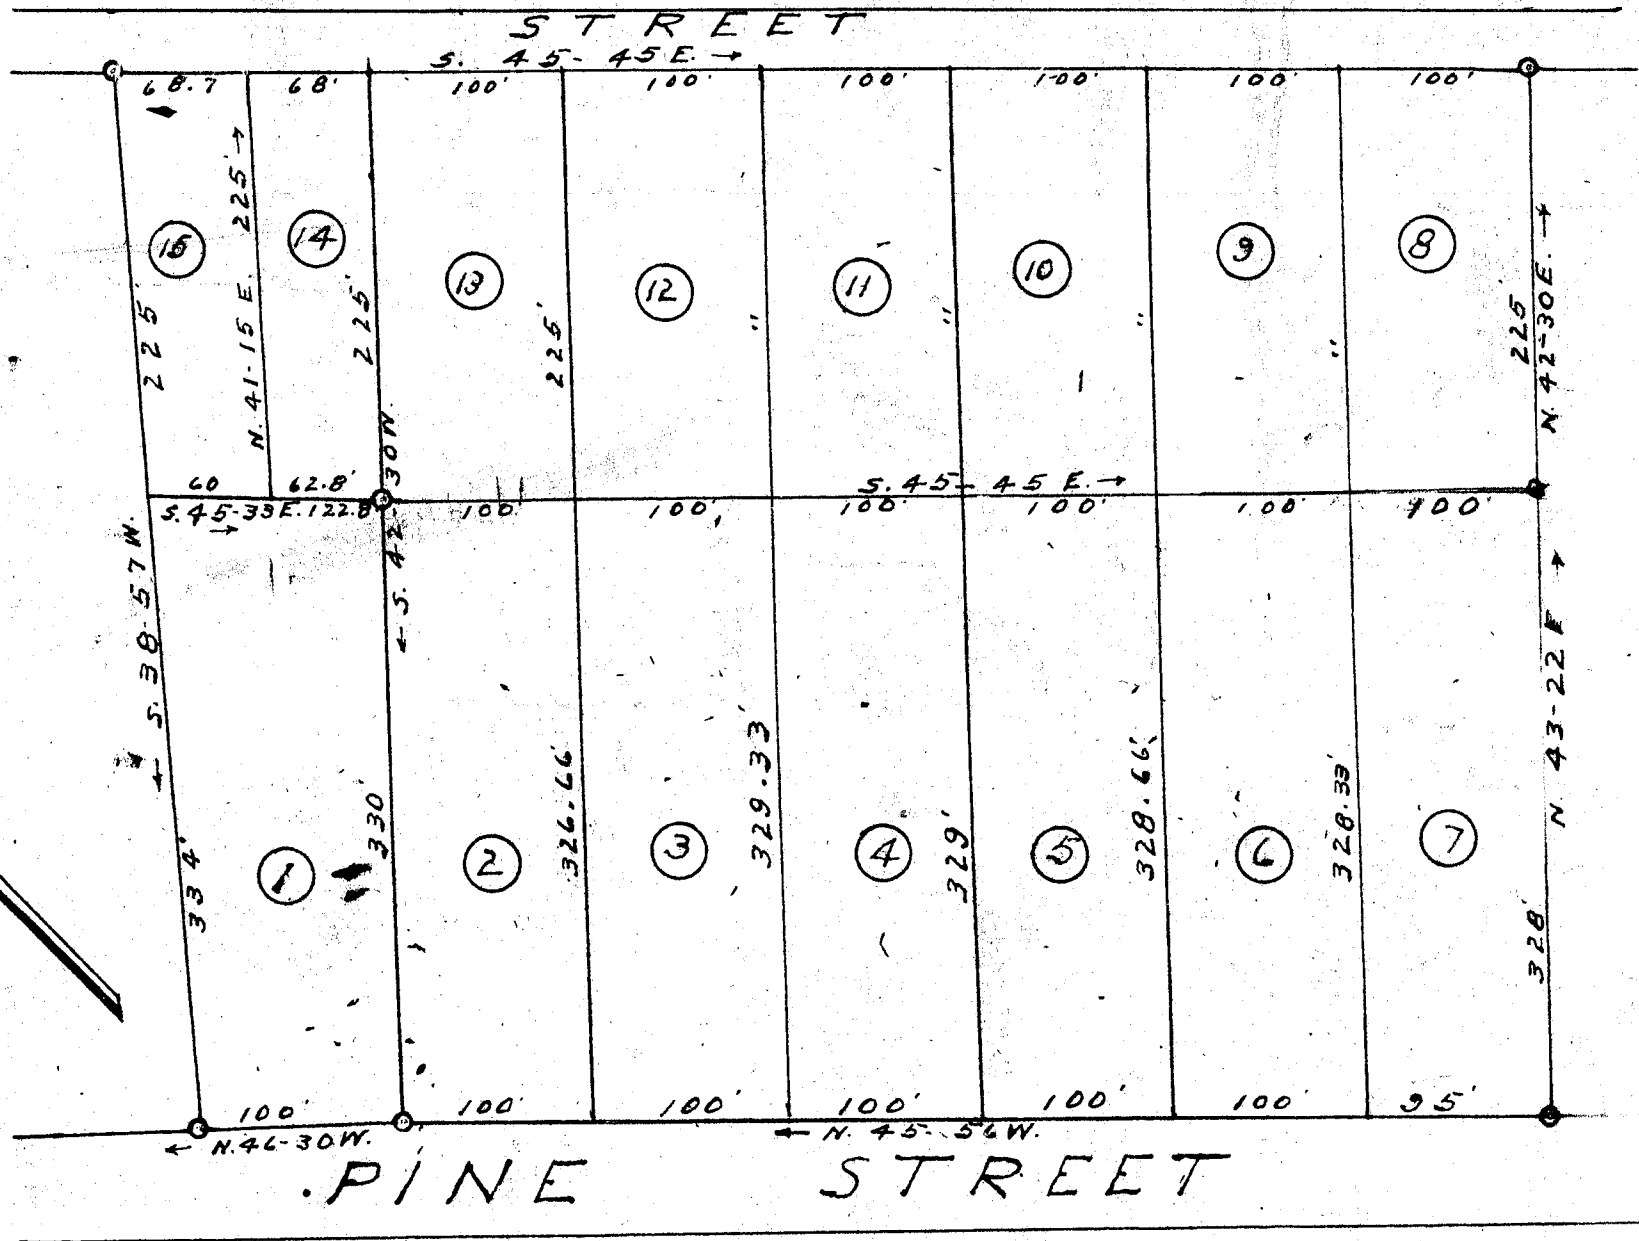 STREET
S. 45-45 E. →
68.7 68' 100' 100' 100' 100' 100' 100'
225'
N. 41-15 E. 225' →
225'
225'
"
"
"
"
225'
N. 42-30 E. →
15 14 13 12 11 10 9 8
60 62.8'
S. 45-33 E. 122.8'
→
S. 45-45 E. →
100' 100' 100' 100' 100' 100'
← S. 38-57 W.
334'
← S. 42-30 W.
330'
326.66'
329.33'
329'
328.66'
328.33'
328'
N. 43-22 E →
1 2 3 4 5 6 7
100' 100' 100' 100' 100' 100' 95'
← N. 46-30 W.
← N. 45-56 W.
PINE STREET